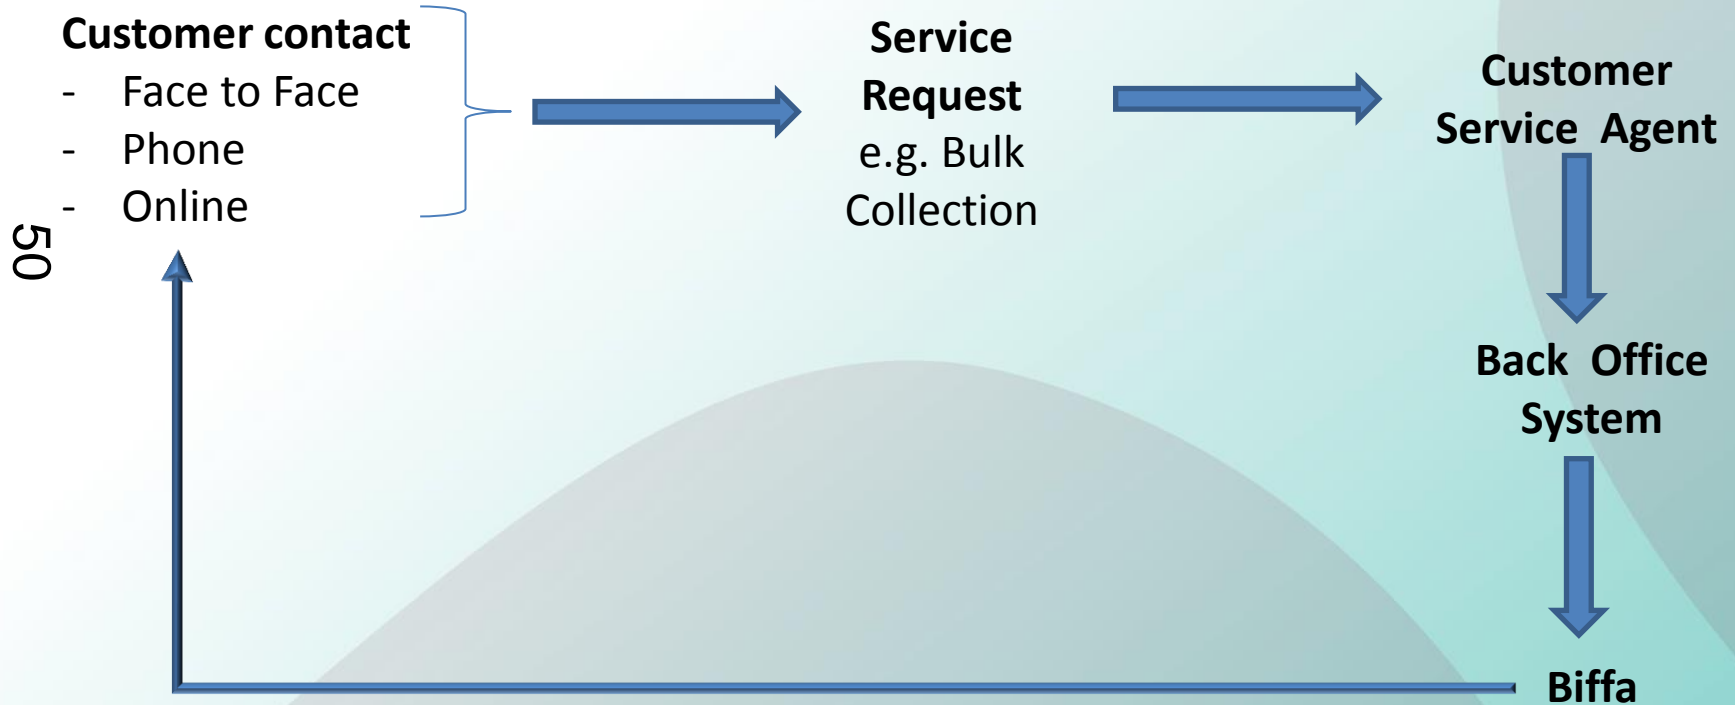 Customer contact
- Face to Face
- Phone
- Online
Service
Request
e.g. Bulk
Collection
Customer
Service Agent
Back Office
System
Biffa
50